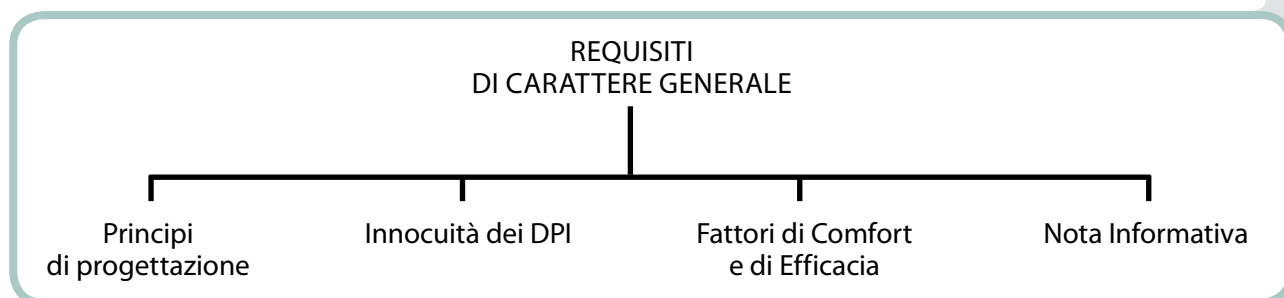 REQUISITI
DI CARATTERE GENERALE
Principi
di progettazione
Innocuità dei DPI
Fattori di Comfort
e di Efficacia
Nota Informativa